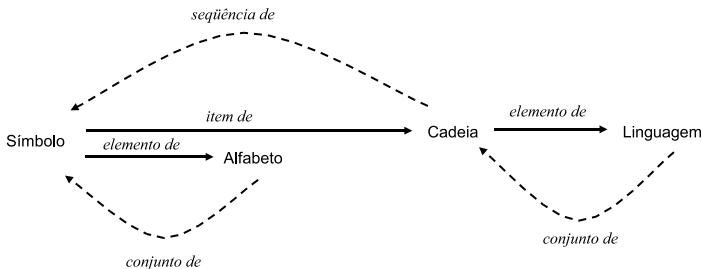 seqüência de
item de
elemento de
Símbolo
Cadeia
Linguagem
elemento de
Alfabeto
conjunto de
conjunto de